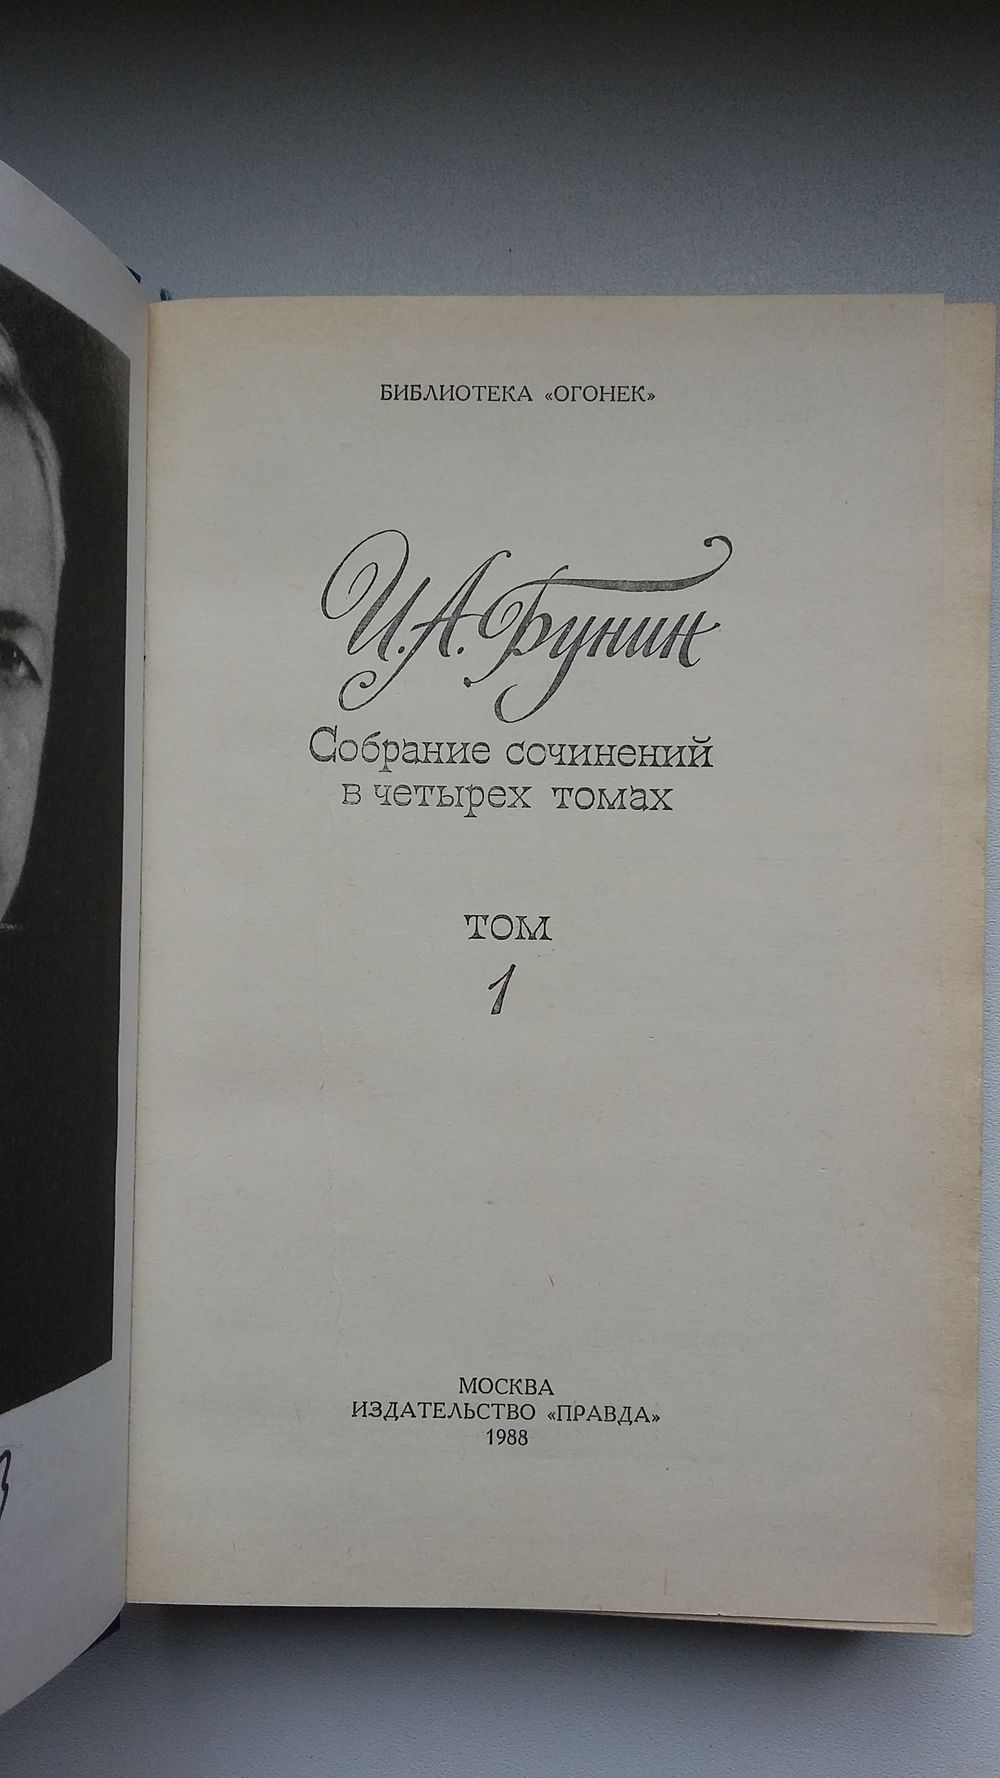 БИБЛИОТЕКА «ОГОНЕК»
И.А. Бунин
Собрание сочинений
в четырех томах
ТОМ
1
МОСКВА
ИЗДАТЕЛЬСТВО «ПРАВДА»
1988